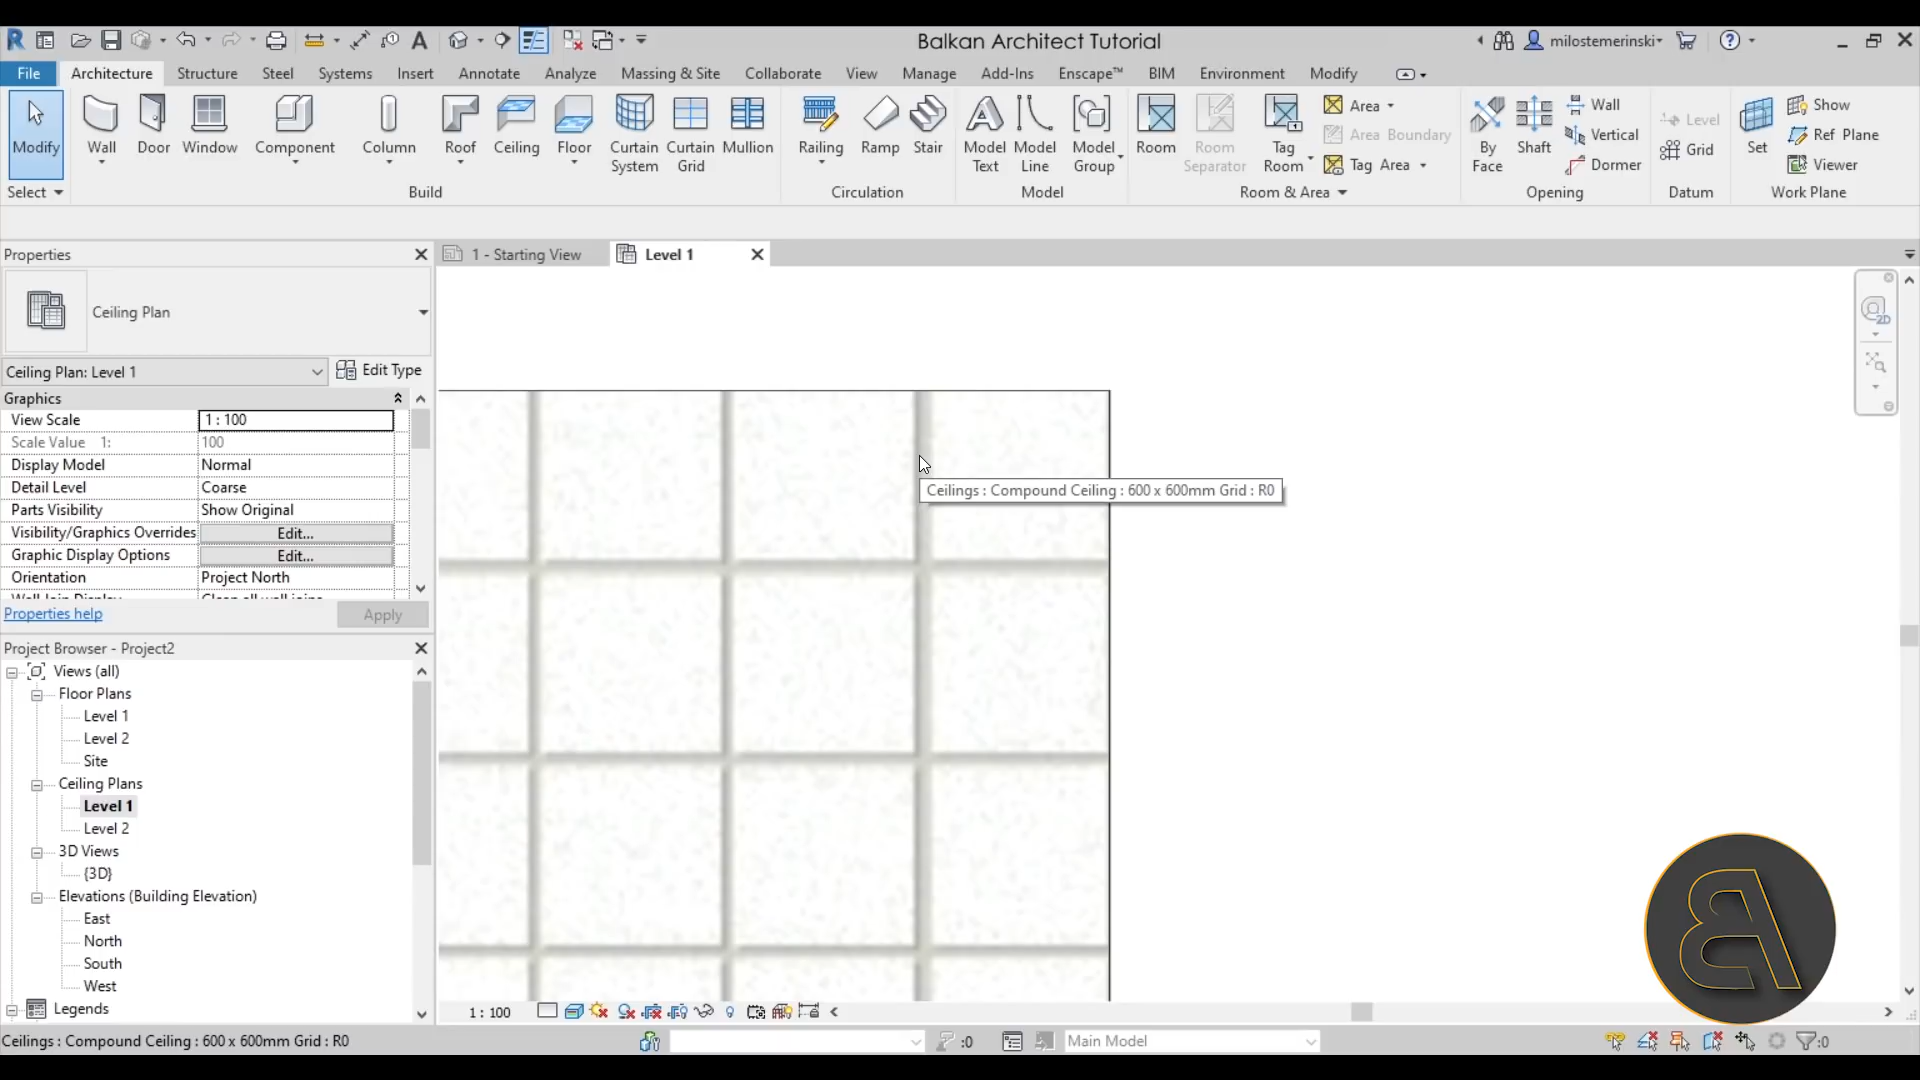 Balkan Architect Tutorial
milostemerinski
File
Architecture
Structure
Steel
Systems
Insert
Annotate
Analyze
Massing & Site
Collaborate
View
Manage
Add-Ins
Enscape™
BIM
Environment
Modify
Modify
Wall
Door
Window
Component
Column
Roof
Ceiling
Floor
Curtain System
Curtain Grid
Mullion
Railing
Ramp
Stair
Model Text
Model Line
Model Group
Room
Room Separator
Tag Room
Area
Area Boundary
Tag Area
By Face
Shaft
Wall
Vertical
Dormer
Level
Grid
Set
Show
Ref Plane
Viewer
Select
Build
Circulation
Model
Room & Area
Opening
Datum
Work Plane
Properties
1 - Starting View
Level 1
Ceiling Plan
Ceiling Plan: Level 1
Edit Type
Graphics
View Scale 1 : 100
Scale Value 1: 100
Display Model Normal
Detail Level Coarse
Parts Visibility Show Original
Visibility/Graphics Overrides Edit...
Graphic Display Options Edit...
Orientation Project North
Properties help
Apply
Project Browser - Project2
Views (all)
Floor Plans
Level 1
Level 2
Site
Ceiling Plans
Level 1
Level 2
3D Views
{3D}
Elevations (Building Elevation)
East
North
South
West
Legends
2D
Ceilings : Compound Ceiling : 600 x 600mm Grid : R0
1 : 100
Ceilings : Compound Ceiling : 600 x 600mm Grid : R0
:0
Main Model
:0